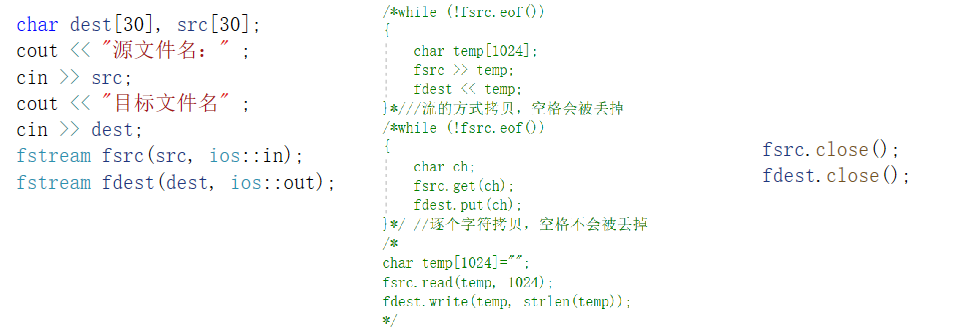 char dest[30], src[30];
cout << "源文件名：" ;
cin >> src;
cout << "目标文件名" ;
cin >> dest;
fstream fsrc(src, ios::in);
fstream fdest(dest, ios::out);
/*while (!fsrc.eof())
{
char temp[1024];
fsrc >> temp;
fdest << temp;
}*///流的方式拷贝，空格会被丢掉
/*while (!fsrc.eof())
{
char ch;
fsrc.get(ch);
fdest.put(ch);
}*/ //逐个字符拷贝，空格不会被丢掉
/*
char temp[1024]="";
fsrc.read(temp, 1024);
fdest.write(temp, strlen(temp));
*/
fsrc.close();
fdest.close();